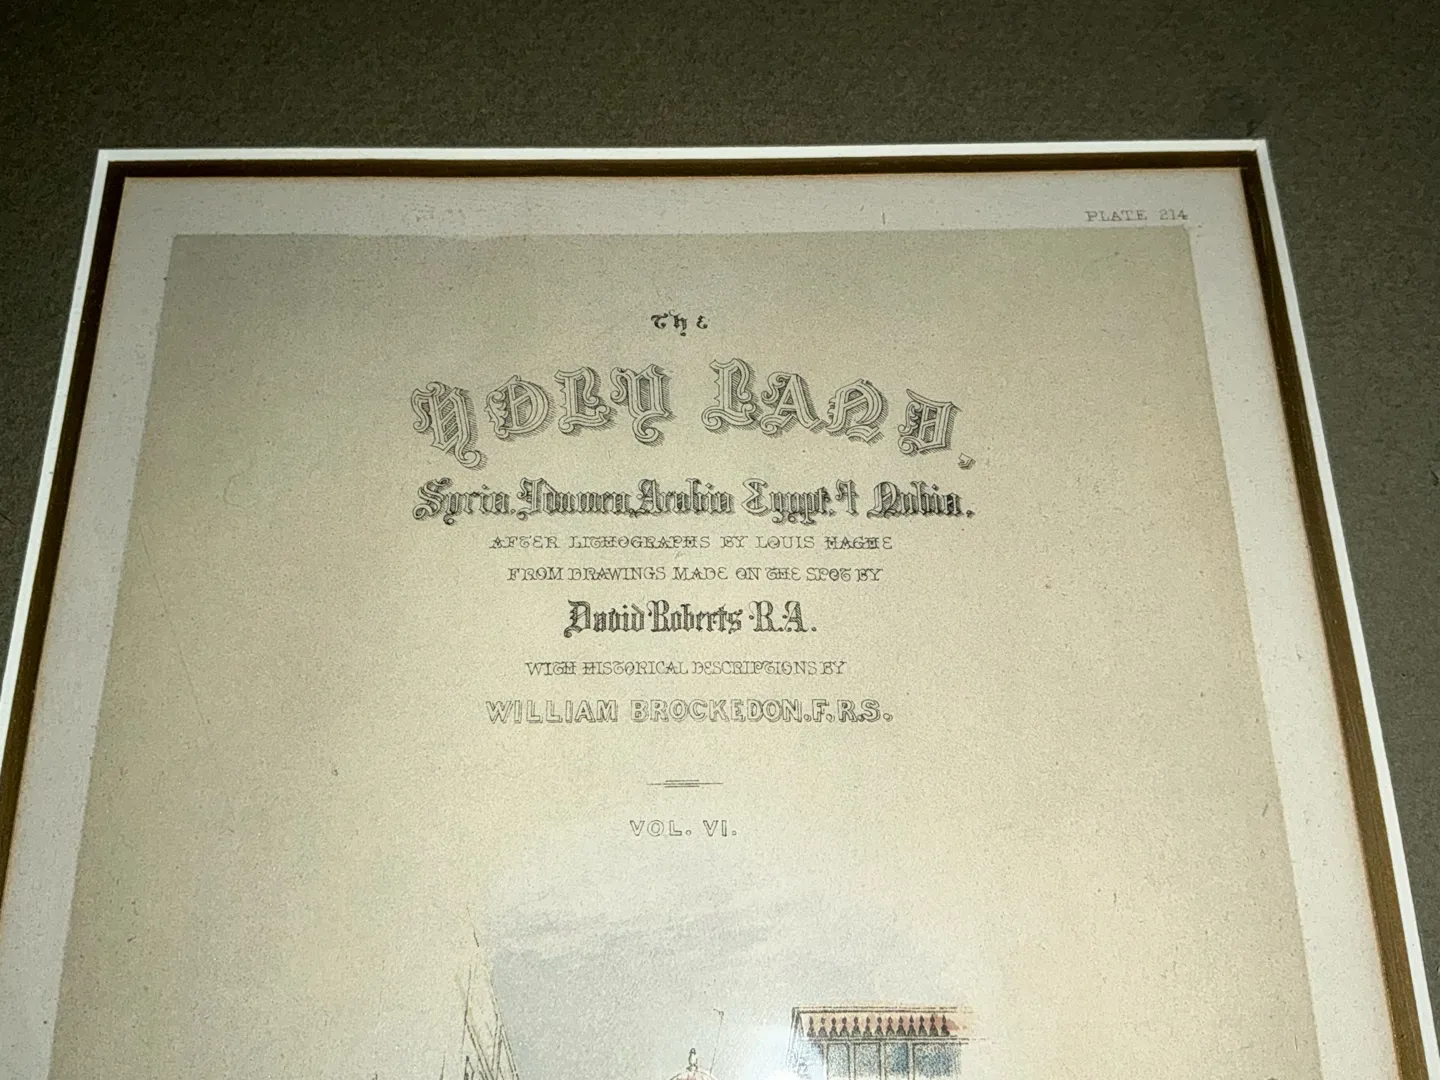 PLATE 214
The
HOLY LAND,
Syria, Idumea, Arabia Egypt, & Nubia.
AFTER LITHOGRAPHS BY LOUIS HAGHE
FROM DRAWINGS MADE ON THE SPOT BY
David Roberts R.A.
WITH HISTORICAL DESCRIPTIONS BY
WILLIAM BROCKEDON. F.R.S.
VOL. VI.